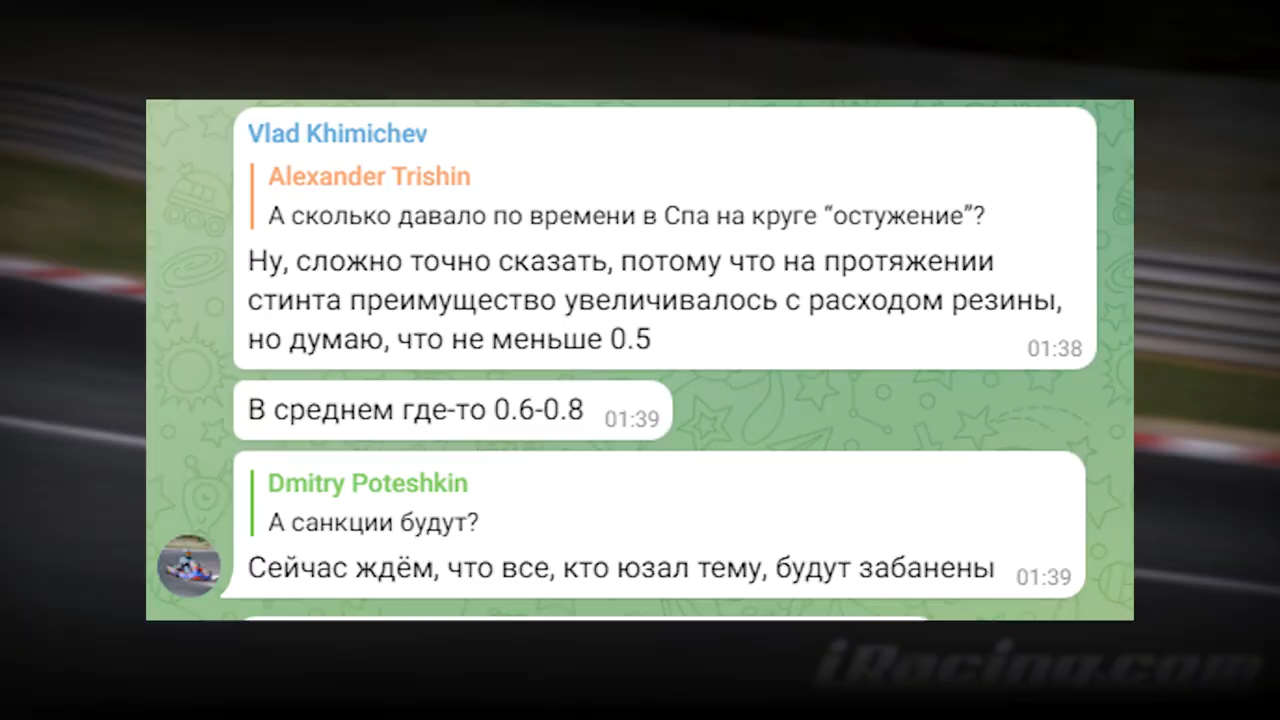 Vlad Khimichev
Alexander Trishin
А сколько давало по времени в Спа на круге “остужение”?
Ну, сложно точно сказать, потому что на протяжении
стинта преимущество увеличивалось с расходом резины,
но думаю, что не меньше 0.5
01:38
В среднем где-то 0.6-0.8
01:39
Dmitry Poteshkin
А санкции будут?
Сейчас ждём, что все, кто юзал тему, будут забанены
01:39
iRacing.com